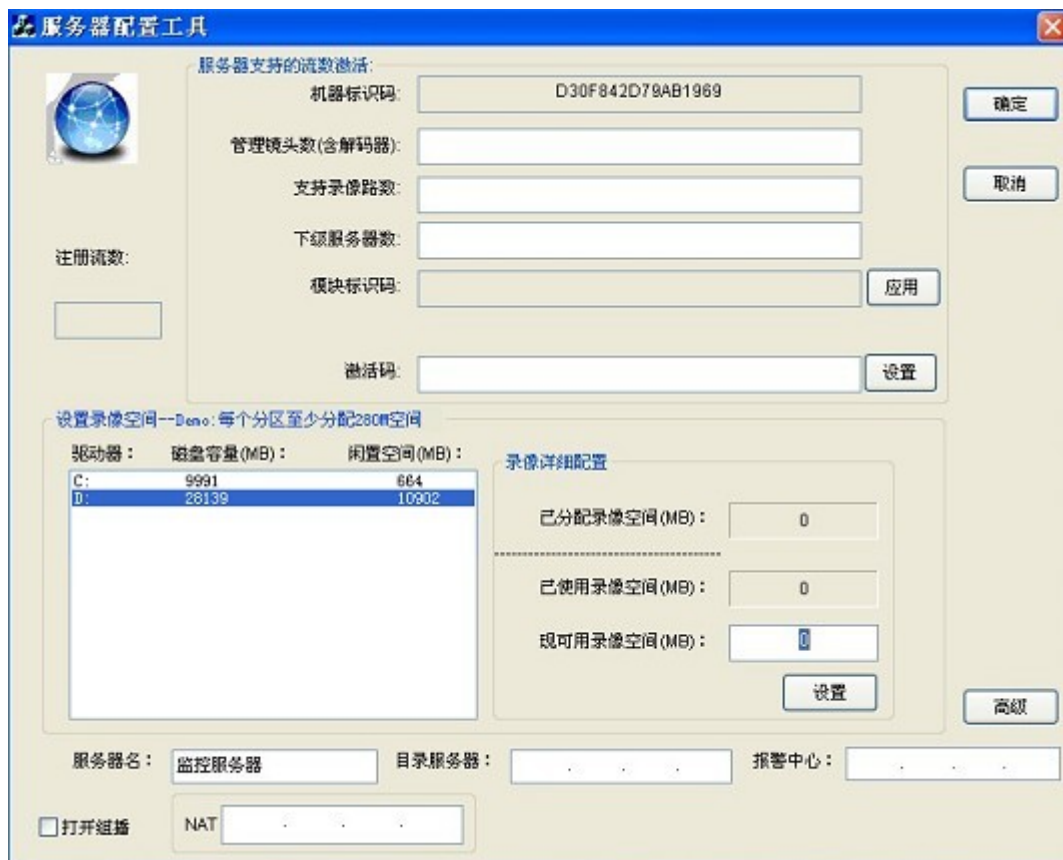 服务器配置工具
服务器支持的流数激活:
机器标识码: D30F842D79AB1969
确定
管理镜头数(含解码器):
支持录像路数:
取消
下级服务器数:
注册流数:
模块标识码:
应用
激活码:
设置
设置录像空间--Demo:每个分区至少分配280M空间
驱动器: 磁盘容量(MB): 闲置空间(MB):
C: 9991 664
D: 28139 10902
录像详细配置
已分配录像空间(MB): 0
已使用录像空间(MB): 0
现可用录像空间(MB): 0
设置
高级
服务器名: 监控服务器 目录服务器: . . . 报警中心: . . .
打开组播 NAT . . .